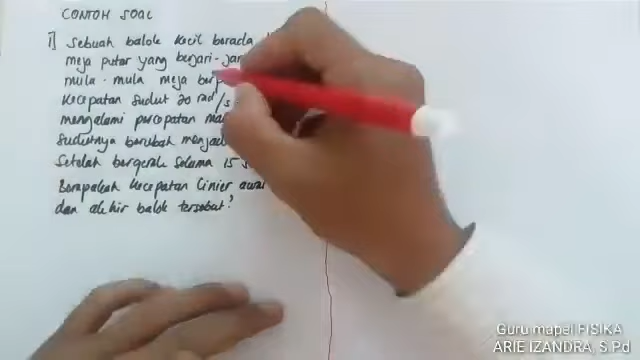 CONTOH SOAL
1] Sebuah balok kecil berada
meja putar yang berjari-jari
mula-mula meja
kecepatan sudut 20 rad/s
mengalami percepatan
sudutnya berubah
Setelah bergerak selama 15 s
Berapakah kecepatan linier awal
dan akhir balok tersebut?
Guru mapel FISIKA
ARIE IZANDRA, S.Pd